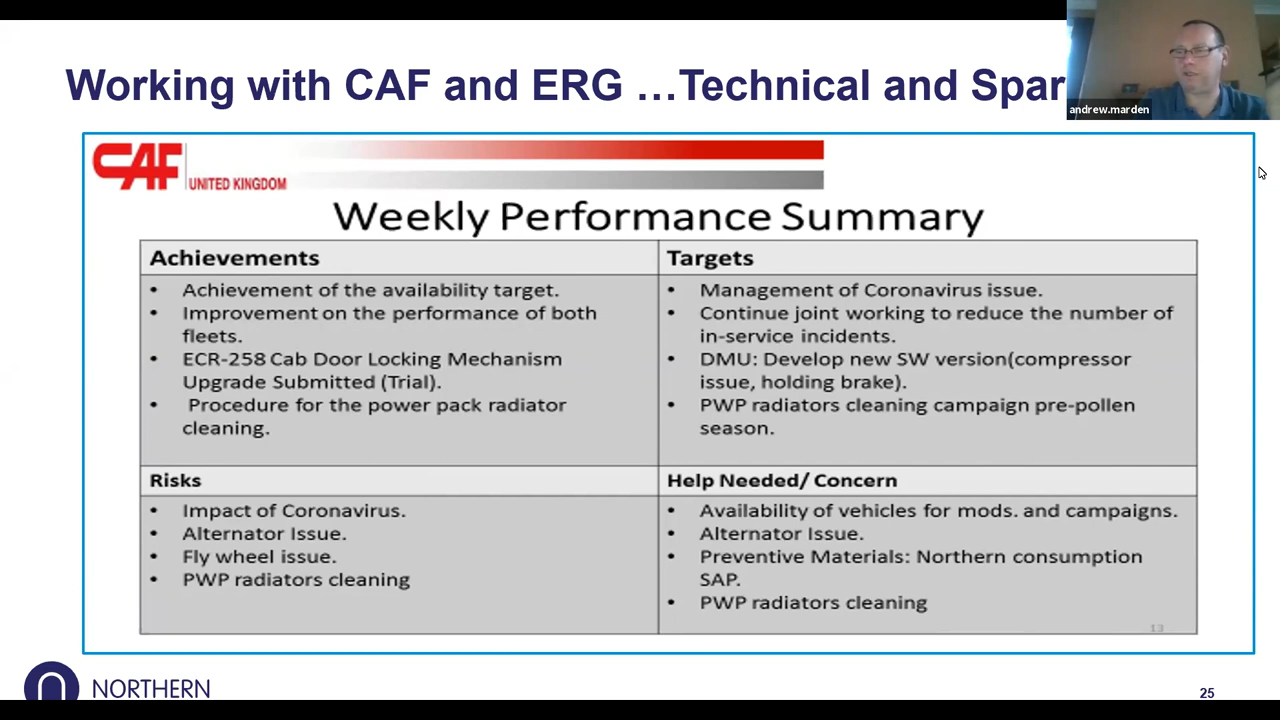 Working with CAF and ERG …Technical and Spar
andrew.marden
CAF
UNITED KINGDOM
Weekly Performance Summary
Achievements
• Achievement of the availability target.
• Improvement on the performance of both
fleets.
• ECR-258 Cab Door Locking Mechanism
Upgrade Submitted (Trial).
• Procedure for the power pack radiator
cleaning.
Targets
• Management of Coronavirus issue.
• Continue joint working to reduce the number of
in-service incidents.
• DMU: Develop new SW version(compressor
issue, holding brake).
• PWP radiators cleaning campaign pre-pollen
season.
Risks
• Impact of Coronavirus.
• Alternator Issue.
• Fly wheel issue.
• PWP radiators cleaning
Help Needed/ Concern
• Availability of vehicles for mods. and campaigns.
• Alternator Issue.
• Preventive Materials: Northern consumption
SAP.
• PWP radiators cleaning
13
n NORTHERN
25